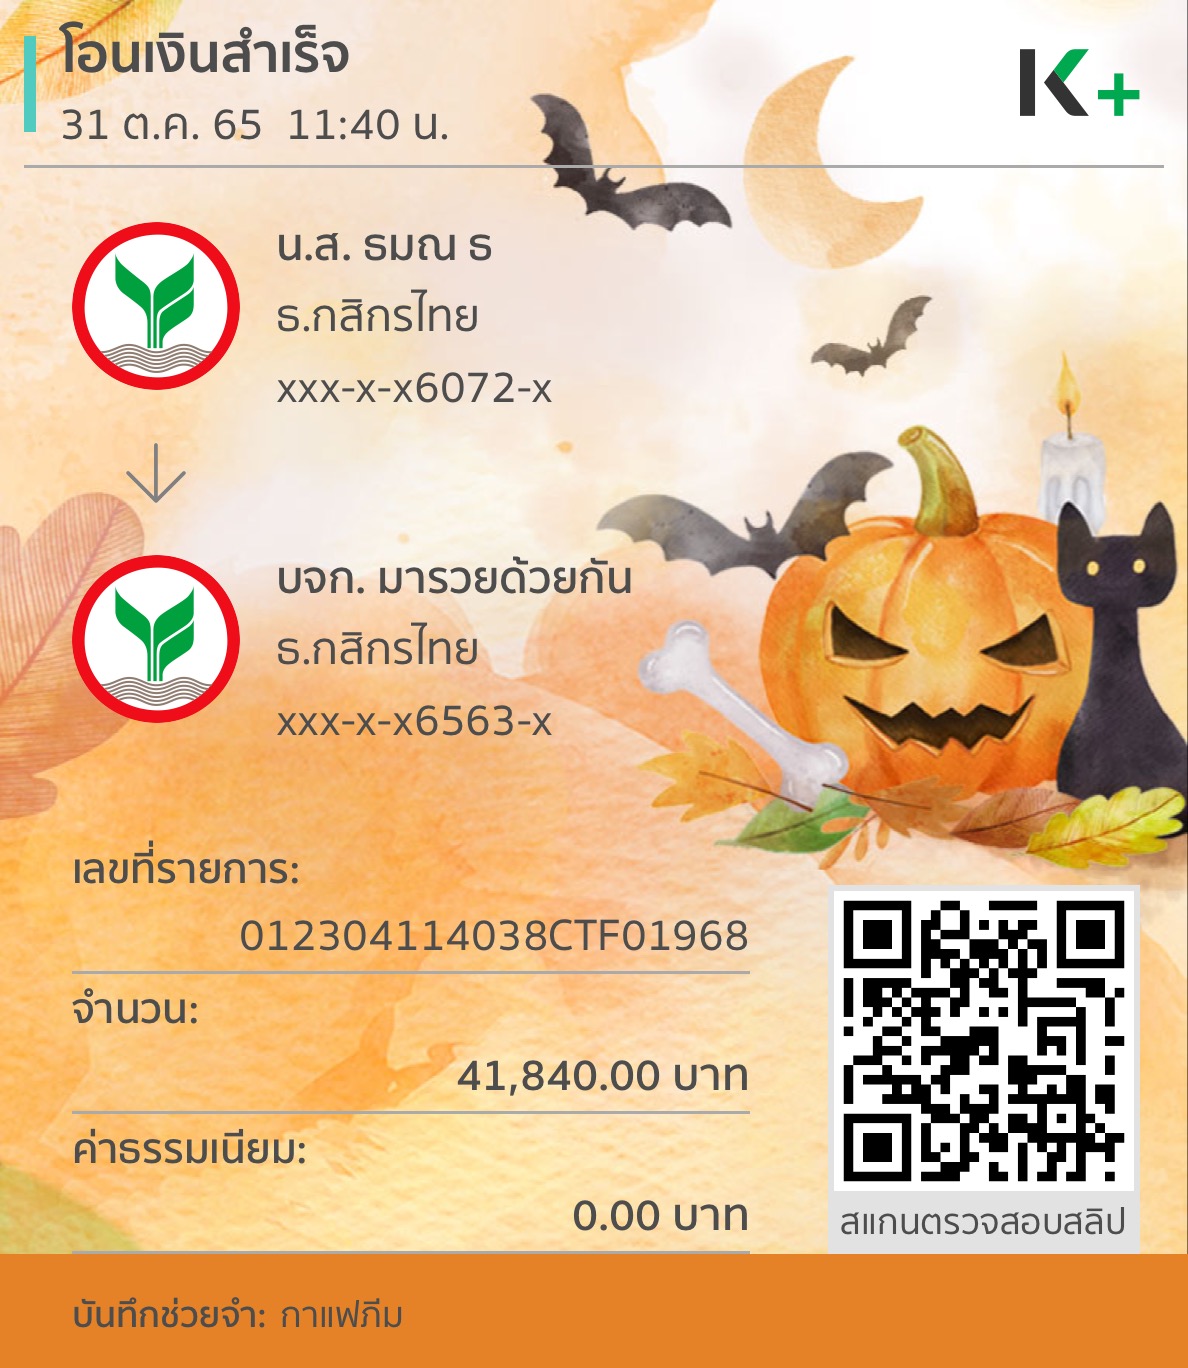 โอนเงินสำเร็จ
31 ต.ค. 65 11:40 น.
K+
น.ส. ธมณ ธ
ธ.กสิกรไทย
xxx-x-x6072-x
บจก. มารวยด้วยกัน
ธ.กสิกรไทย
xxx-x-x6563-x
เลขที่รายการ:
012304114038CTF01968
จำนวน:
41,840.00 บาท
ค่าธรรมเนียม:
0.00 บาท
สแกนตรวจสอบสลิป
บันทึกช่วยจำ: กาแฟภีม